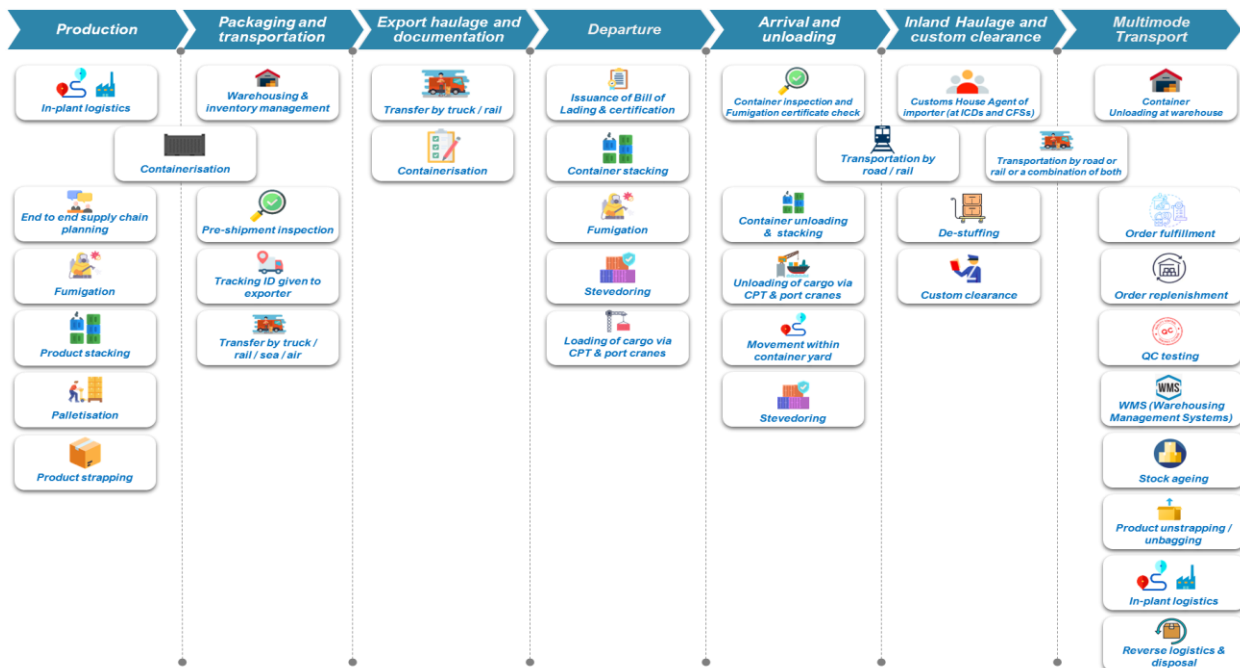 Production
Packaging and
transportation
Export haulage and
documentation
Departure
Arrival and
unloading
Inland Haulage and
custom clearance
Multimode
Transport
In-plant logistics
Containerisation
End to end supply chain
planning
Fumigation
Product stacking
Palletisation
Product strapping
Warehousing &
inventory management
Pre-shipment inspection
Tracking ID given to
exporter
Transfer by truck /
rail / sea / air
Transfer by truck / rail
Containerisation
Issuance of Bill of
Lading & certification
Container stacking
Fumigation
Stevedoring
Loading of cargo via
CPT & port cranes
Container inspection and
Fumigation certificate check
Transportation by
road / rail
Container unloading
& stacking
Unloading of cargo via
CPT & port cranes
Movement within
container yard
Stevedoring
Customs House Agent of
importer (at ICDs and CFSs)
Transportation by road or
rail or a combination of both
De-stuffing
Custom clearance
Container
Unloading at warehouse
Order fulfillment
Order replenishment
QC
QC testing
WMS
WMS (Warehousing
Management Systems)
Stock ageing
Product unstrapping /
unbagging
In-plant logistics
Reverse logistics &
disposal